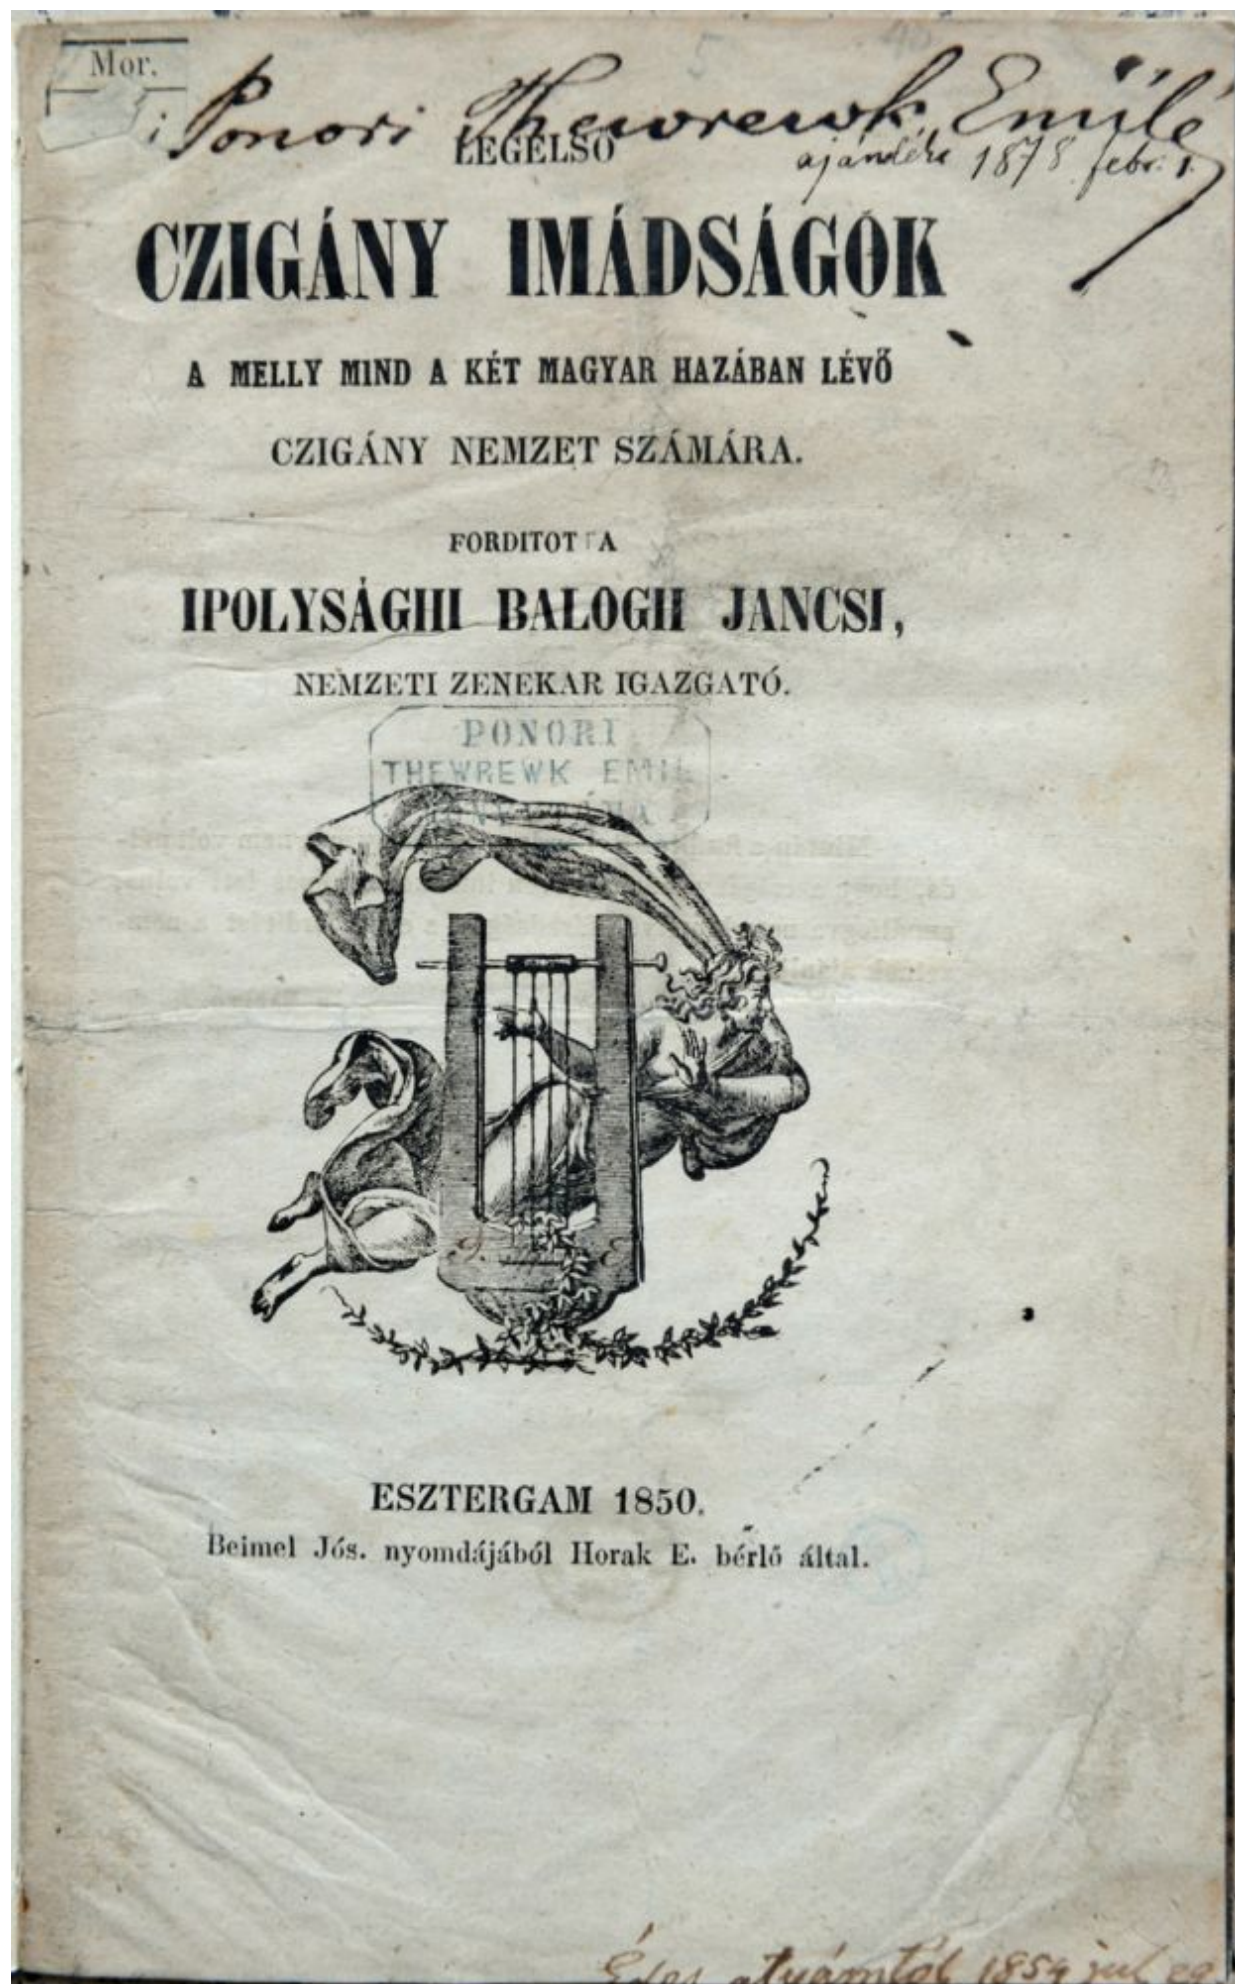 Mor.
Ponori Thewrewk Emilé
ajándéka 1878 febr. 1.
LEGELSŐ
CZIGÁNY IMÁDSÁGOK
A MELLY MIND A KÉT MAGYAR HAZÁBAN LÉVŐ
CZIGÁNY NEMZET SZÁMÁRA.
FORDITOTTA
IPOLYSÁGHI BALOGH JANCSI,
NEMZETI ZENEKAR IGAZGATÓ.
PONORI
THEWREWK EMIL
ESZTERGAM 1850.
Beimel Jós. nyomdájából Horak E. bérlő által.
Édes atyámtól 1854 jul